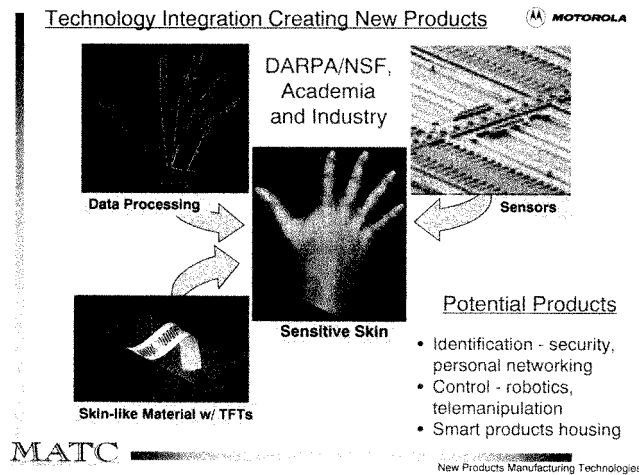 Technology Integration Creating New Products
MOTOROLA
DARPA/NSF,
Academia
and Industry
Data Processing
Sensors
Sensitive Skin
Skin-like Material w/ TFTs
Potential Products
• Identification - security,
personal networking
• Control - robotics,
telemanipulation
• Smart products housing
MATC
New Products Manufacturing Technologies